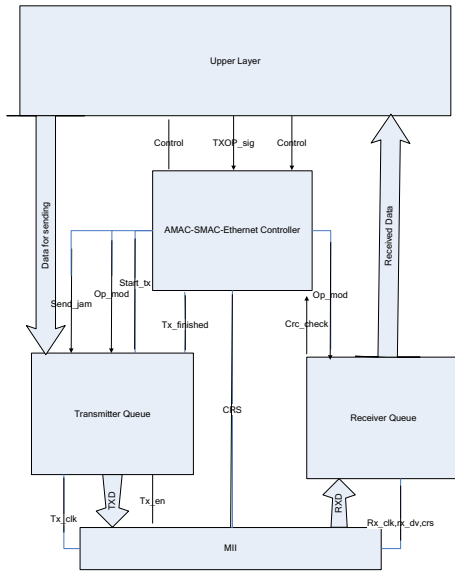 Upper Layer
Control
TXOP_sig
Control
Data for sending
Received Data
AMAC-SMAC-Ethernet Controller
Send_jam
Op_mod
Start_tx
Tx_finished
Op_mod
Crc_check
CRS
Transmitter Queue
Receiver Queue
Tx_clk
TXD
Tx_en
RXD
Rx_clk,rx_dv,crs
MII